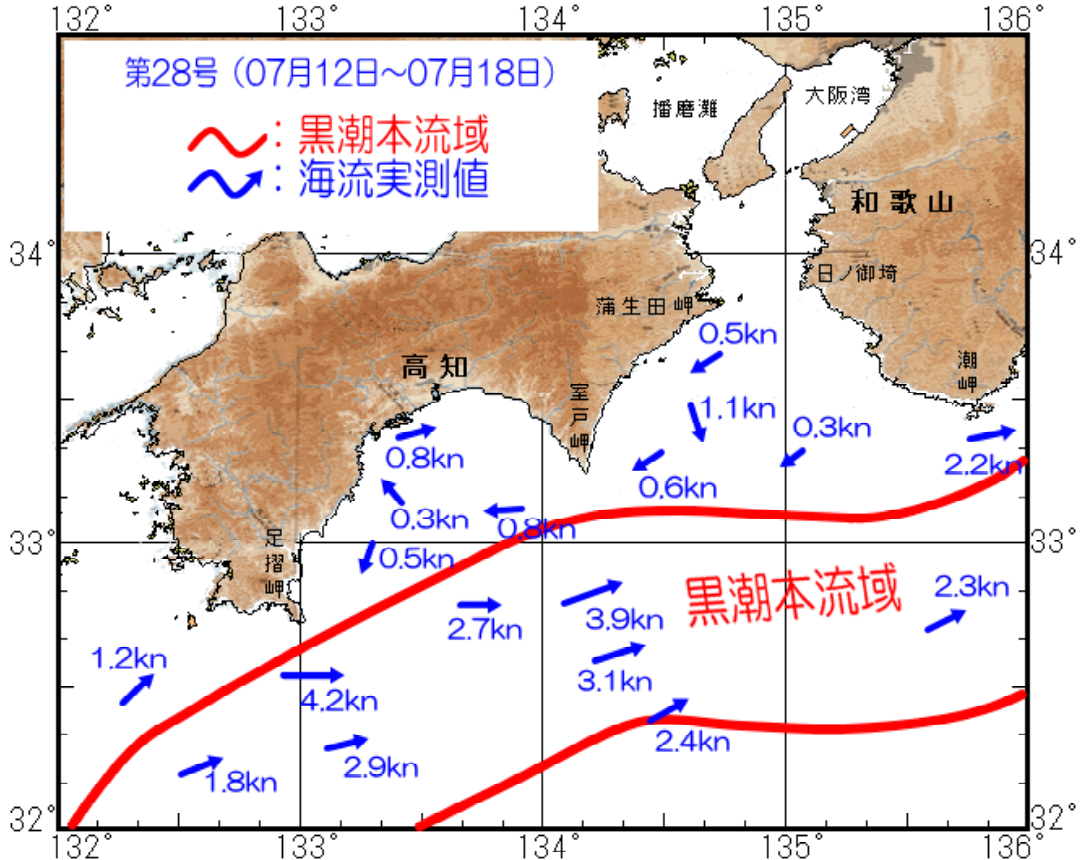 132° 133° 134° 135° 136°
第28号（07月12日～07月18日）
：黒潮本流域
：海流実測値
播磨灘
大阪湾
和歌山
34° 34°
日ノ御埼
蒲生田岬
0.5kn
高知
潮岬
室戸岬
1.1kn
0.3kn
0.8kn
2.2kn
0.6kn
0.3kn
0.8kn
33° 33°
足摺岬
0.5kn
黒潮本流域
2.3kn
3.9kn
2.7kn
1.2kn
3.1kn
4.2kn
2.4kn
2.9kn
1.8kn
32° 32°
132° 133° 134° 135° 136°